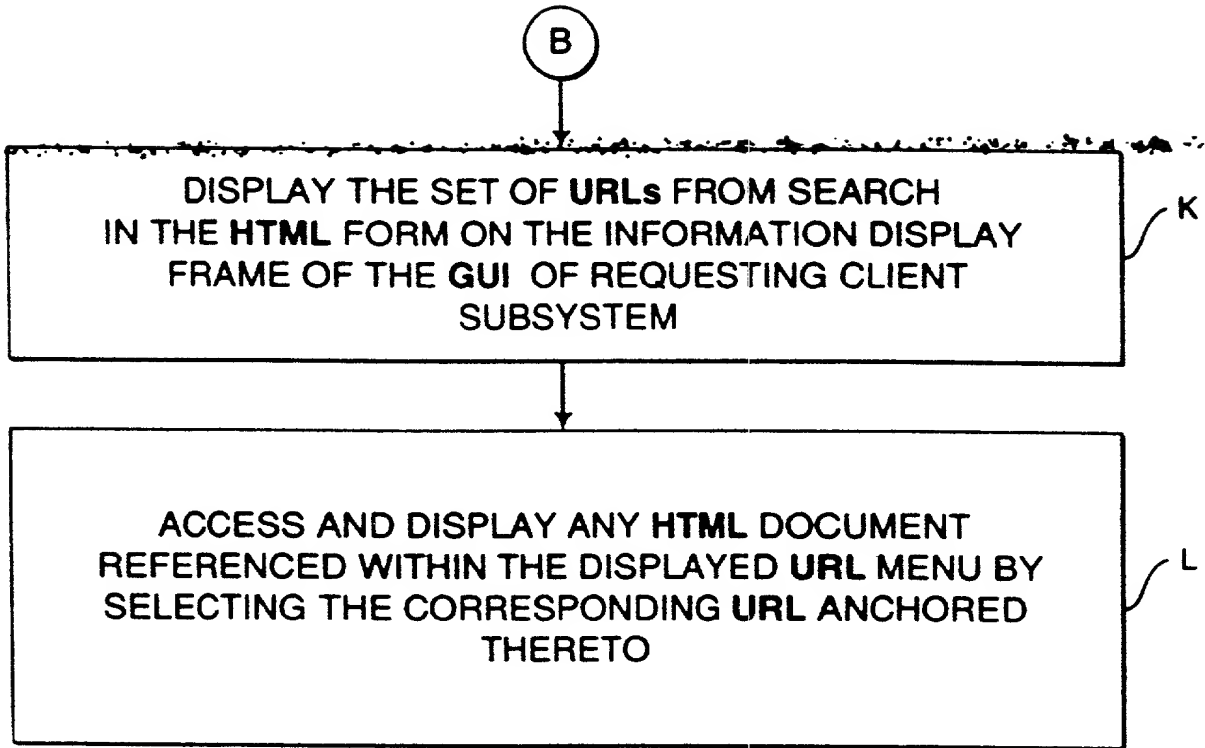 B
DISPLAY THE SET OF URLs FROM SEARCH
IN THE HTML FORM ON THE INFORMATION DISPLAY
FRAME OF THE GUI OF REQUESTING CLIENT
SUBSYSTEM
K
ACCESS AND DISPLAY ANY HTML DOCUMENT
REFERENCED WITHIN THE DISPLAYED URL MENU BY
SELECTING THE CORRESPONDING URL ANCHORED
THERETO
L